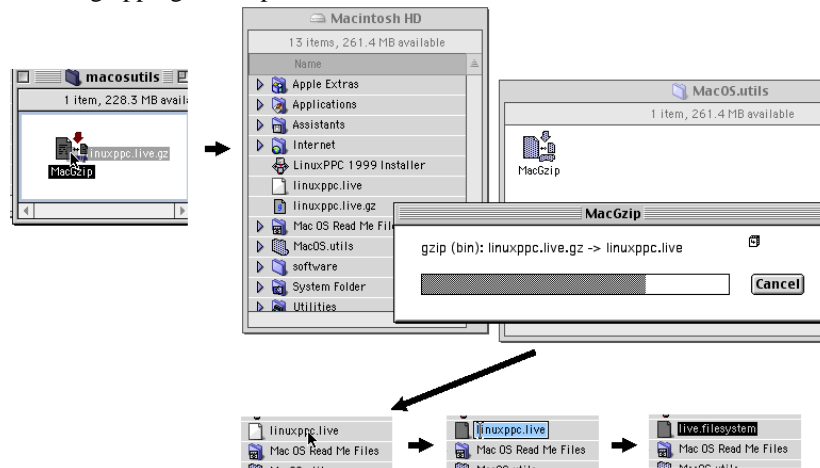 Macintosh HD
13 items, 261.4 MB available
Name
Apple Extras
Applications
Assistants
Internet
LinuxPPC 1999 Installer
linuxppc.live
linuxppc.live.gz
Mac OS Read Me Fil
MacOS.utils
software
System Folder
Utilities
macosutils
1 item, 228.3 MB avail
linuxppc.live.gz
MacGzip
MacOS.utils
1 item, 261.4 MB available
MacGzip
MacGzip
gzip (bin): linuxppc.live.gz -> linuxppc.live
Cancel
linuxppc.live
Mac OS Read Me Files
linuxppc.live
Mac OS Read Me Files
live.filesystem
Mac OS Read Me Files